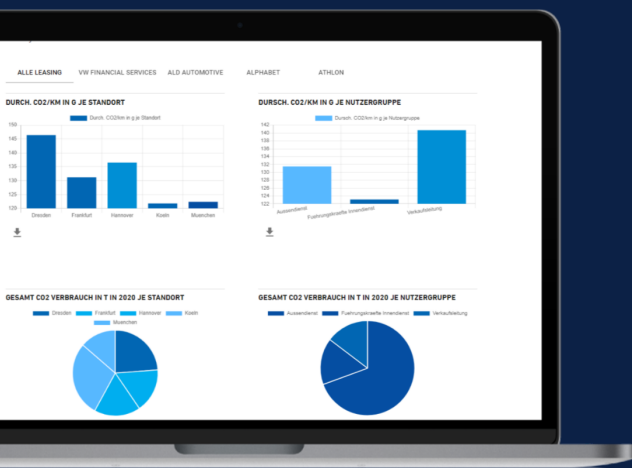 ALLE LEASING VW FINANCIAL SERVICES ALD AUTOMOTIVE ALPHABET ATHLON
DURCH. CO2/KM IN G JE STANDORT
Durch. CO2/km in g je Standort
150
145
140
135
130
125
120
Dresden Frankfurt Hannover Koeln Muenchen
DURSCH. CO2/KM IN G JE NUTZERGRUPPE
Dursch. CO2/km in g je Nutzergruppe
142
140
138
136
134
132
130
128
126
124
122
Aussendienst Fuehrungskraefte Innendienst Verkaufsleitung
GESAMT CO2 VERBRAUCH IN T IN 2020 JE STANDORT
Dresden Frankfurt Hannover Koeln
Muenchen
GESAMT CO2 VERBRAUCH IN T IN 2020 JE NUTZERGRUPPE
Aussendienst Fuehrungskraefte Innendienst Verkaufsleitung